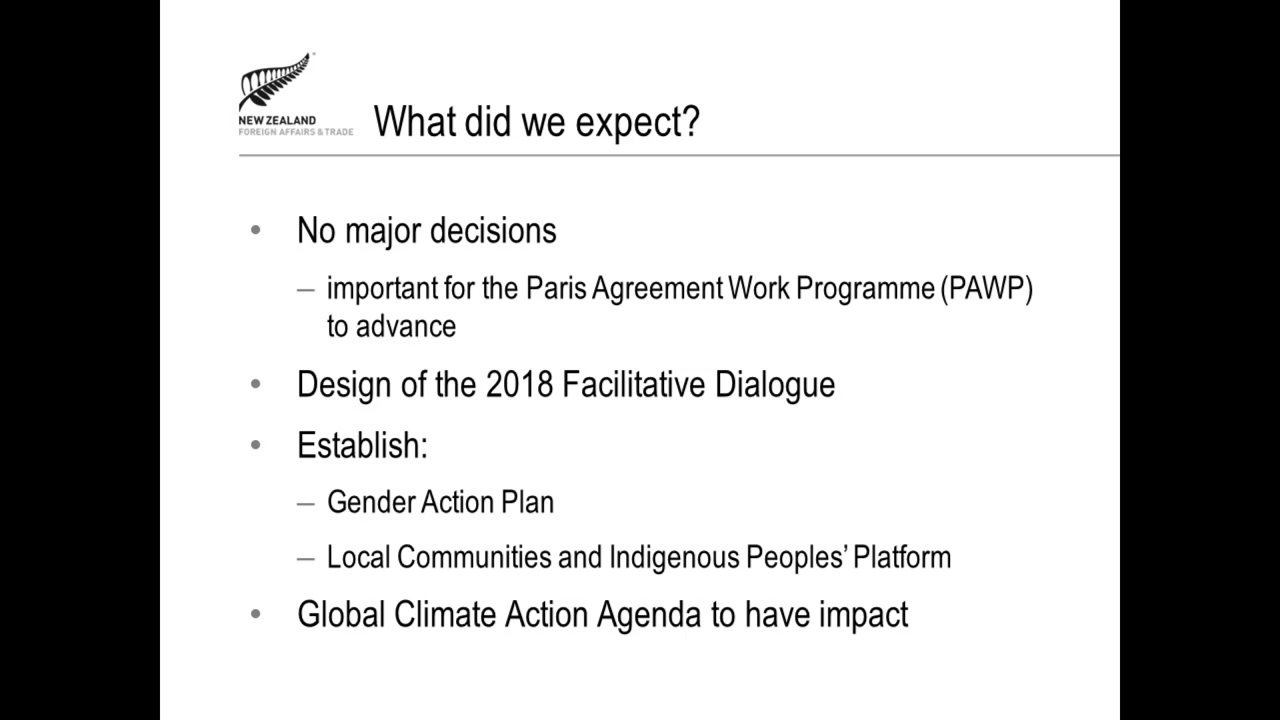 NEW ZEALAND
FOREIGN AFFAIRS & TRADE
What did we expect?
• No major decisions
– important for the Paris Agreement Work Programme (PAWP)
to advance
• Design of the 2018 Facilitative Dialogue
• Establish:
– Gender Action Plan
– Local Communities and Indigenous Peoples’ Platform
• Global Climate Action Agenda to have impact